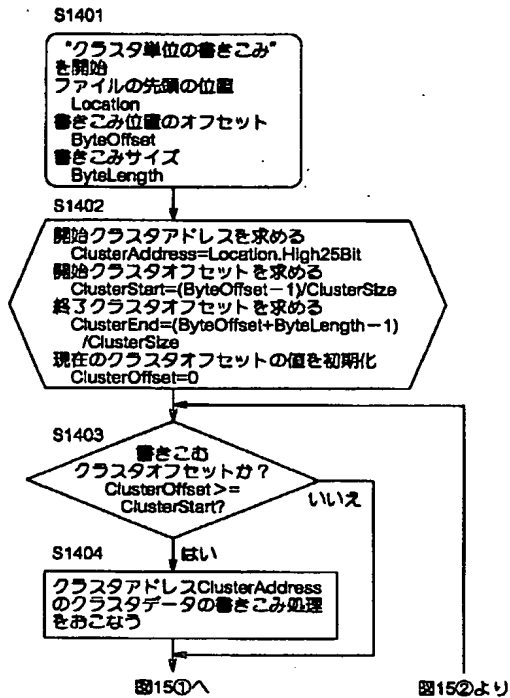 S1401
"クラスタ単位の書きこみ"
を開始
ファイルの先頭の位置
Location
書きこみ位置のオフセット
ByteOffset
書きこみサイズ
ByteLength
S1402
開始クラスタアドレスを求める
ClusterAddress=Location.High25Bit
開始クラスタオフセットを求める
ClusterStart=(ByteOffset−1)/ClusterSize
終了クラスタオフセットを求める
ClusterEnd=(ByteOffset+ByteLength−1)
/ClusterSize
現在のクラスタオフセットの値を初期化
ClusterOffset=0
S1403
書きこむ
クラスタオフセットか?
ClusterOffset>=
ClusterStart?
いいえ
はい
S1404
クラスタアドレスClusterAddress
のクラスタデータの書きこみ処理
をおこなう
図15①へ
図15②より